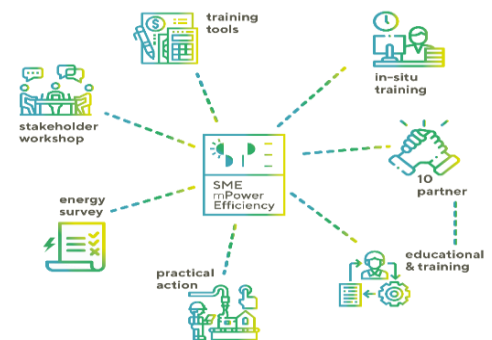 training
tools
in-situ
training
stakeholder
workshop
SME
mPower
Efficiency
10
partner
energy
survey
educational
& training
practical
action